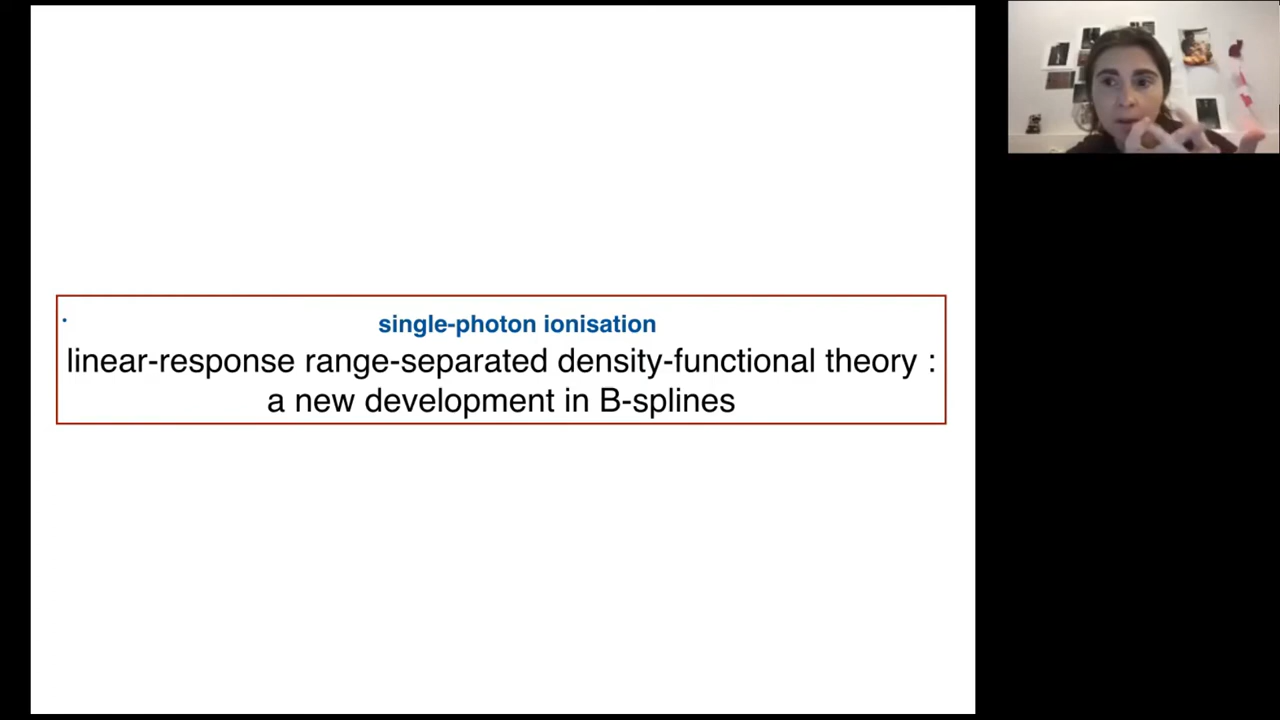 single-photon ionisation
linear-response range-separated density-functional theory :
a new development in B-splines